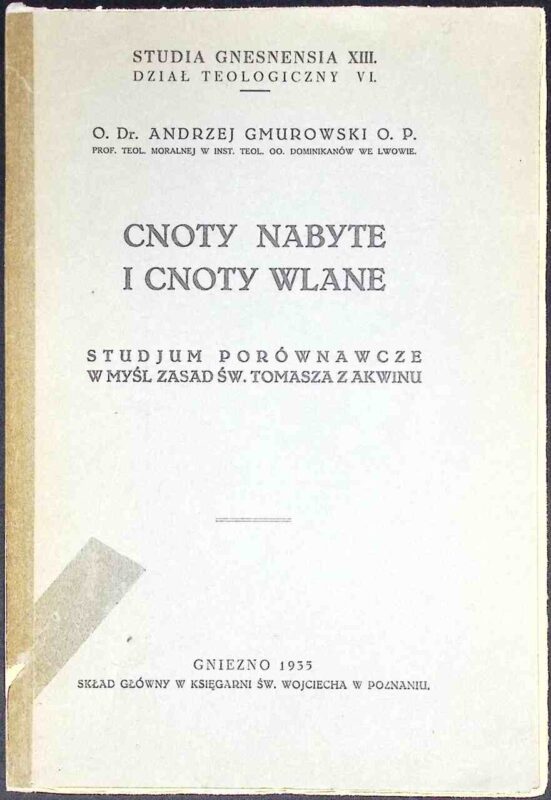 STUDIA GNESNENSIA XIII.
DZIAŁ TEOLOGICZNY VI.
O. Dr. ANDRZEJ GMUROWSKI O. P.
PROF. TEOL. MORALNEJ W INST. TEOL. OO. DOMINIKANÓW WE LWOWIE.
CNOTY NABYTE
I CNOTY WLANE
STUDJUM PORÓWNAWCZE
W MYŚL ZASAD ŚW. TOMASZA Z AKWINU
GNIEZNO 1935
SKŁAD GŁÓWNY W KSIĘGARNI ŚW. WOJCIECHA W POZNANIU.